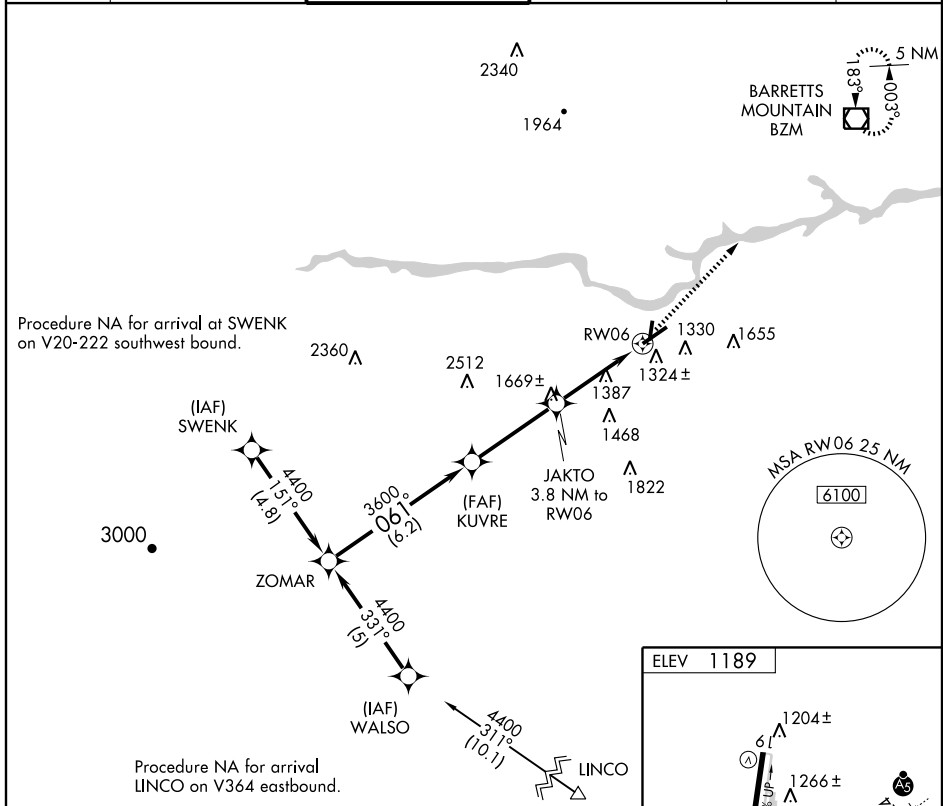 2340
1964
5 NM
183°
003°
BARRETTS
MOUNTAIN
BZM
Procedure NA for arrival at SWENK
on V20-222 southwest bound.
RW06
1330
1655
2360
2512
1669±
1387
1324±
1468
1822
(IAF)
SWENK
4400
151°
(4.8)
3600
061°
(6.2)
(FAF)
KUVRE
JAKTO
3.8 NM to
RW06
MSA RW06 25 NM
6100
3000
ZOMAR
4400
331°
(5)
(IAF)
WALSO
4400
311°
(10.1)
LINCO
Procedure NA for arrival
LINCO on V364 eastbound.
ELEV 1189
1204±
1266±
UP
A5